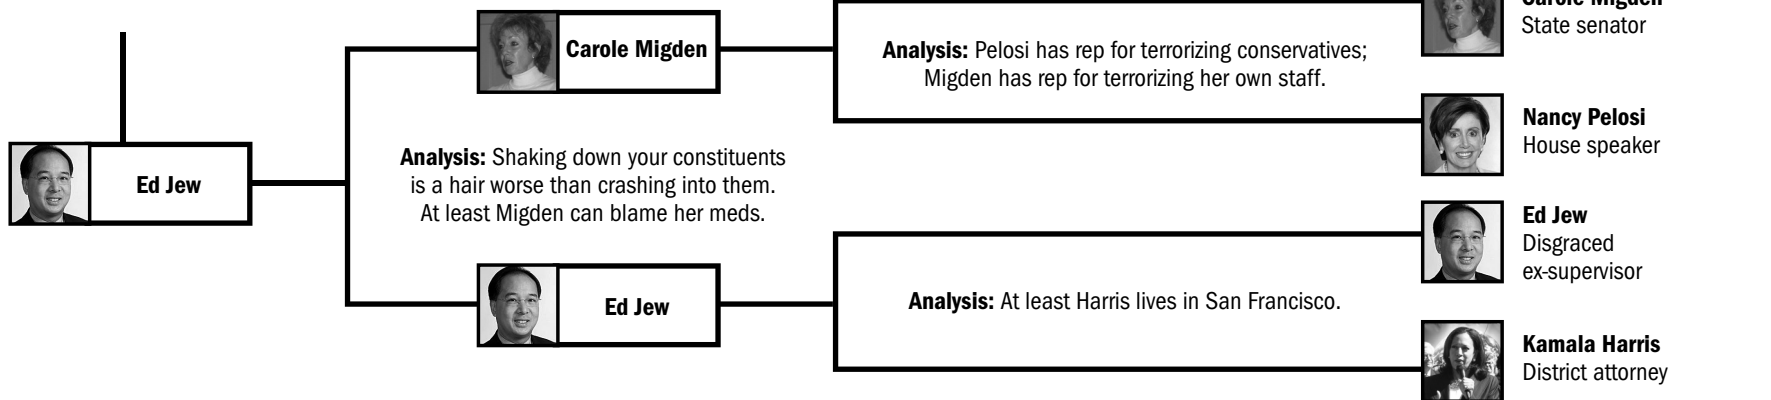 Carole Migden
State senator
Carole Migden
Analysis: Pelosi has rep for terrorizing conservatives;
Migden has rep for terrorizing her own staff.
Nancy Pelosi
House speaker
Ed Jew
Analysis: Shaking down your constituents
is a hair worse than crashing into them.
At least Migden can blame her meds.
Ed Jew
Disgraced
ex-supervisor
Ed Jew
Analysis: At least Harris lives in San Francisco.
Kamala Harris
District attorney